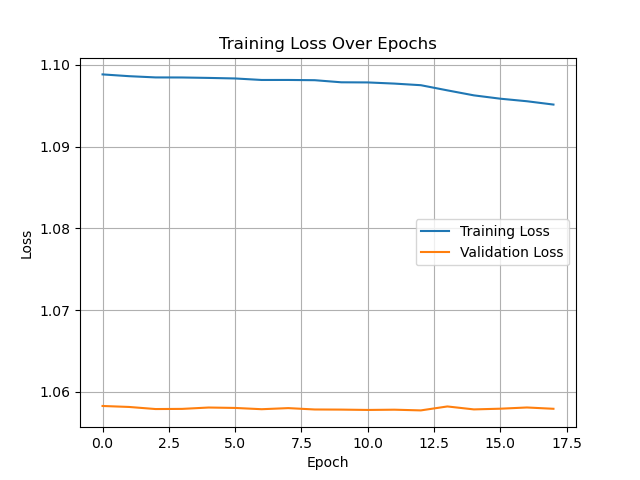 Training Loss Over Epochs
1.10
1.09
1.08
1.07
1.06
Loss
Training Loss
Validation Loss
0.0 2.5 5.0 7.5 10.0 12.5 15.0 17.5
Epoch